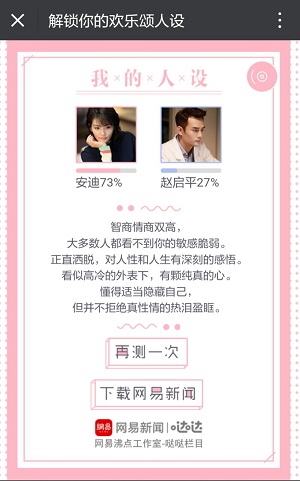 解锁你的欢乐颂人设
我的人设
安迪73%
赵启平27%
智商情商双高，
大多数人都看不到你的敏感脆弱。
正直洒脱，对人性和人生有深刻的感悟。
看似高冷的外表下，有颗纯真的心。
懂得适当隐藏自己，
但并不拒绝真性情的热泪盈眶。
再测一次
下载网易新闻
网易 网易新闻|哒达
网易沸点工作室-哒哒栏目